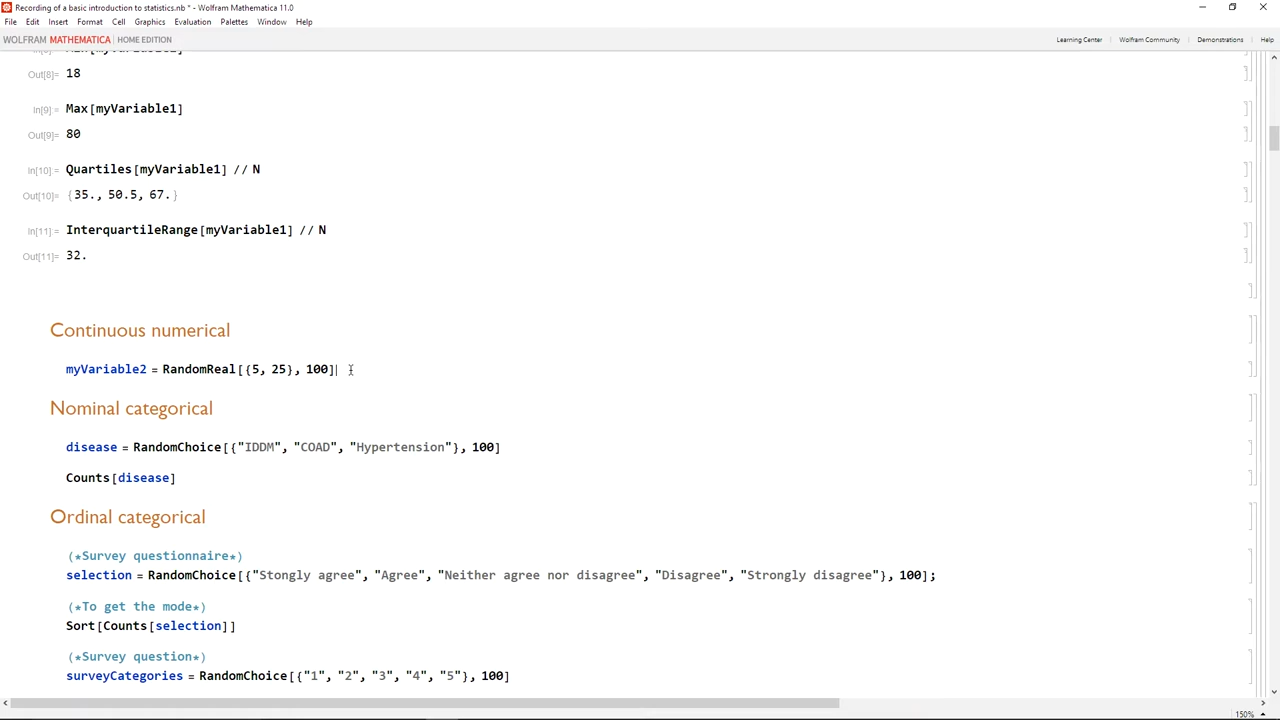 Recording of a basic introduction to statistics.nb * - Wolfram Mathematica 11.0
File Edit Insert Format Cell Graphics Evaluation Palettes Window Help
WOLFRAM MATHEMATICA | HOME EDITION Learning Center | Wolfram Community | Demonstrations | Help
Out[8]= 18
In[9]:= Max[myVariable1]
Out[9]= 80
In[10]:= Quartiles[myVariable1] // N
Out[10]= {35., 50.5, 67.}
In[11]:= InterquartileRange[myVariable1] // N
Out[11]= 32.
Continuous numerical
myVariable2 = RandomReal[{5, 25}, 100]
Nominal categorical
disease = RandomChoice[{"IDDM", "COAD", "Hypertension"}, 100]
Counts[disease]
Ordinal categorical
(*Survey questionnaire*)
selection = RandomChoice[{"Stongly agree", "Agree", "Neither agree nor disagree", "Disagree", "Strongly disagree"}, 100];
(*To get the mode*)
Sort[Counts[selection]]
(*Survey question*)
surveyCategories = RandomChoice[{"1", "2", "3", "4", "5"}, 100]
150%